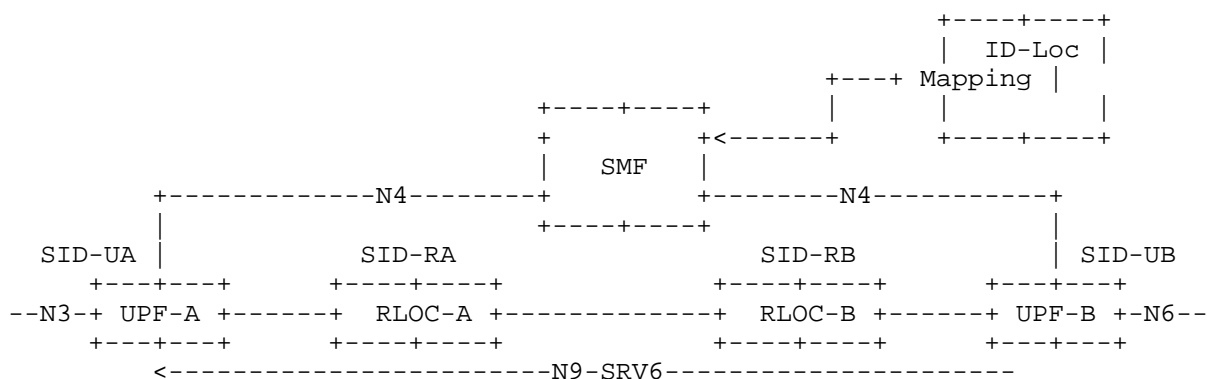 +----+----+
                                                          |  ID-Loc |
                                                   +---+ Mapping |
                                 +----+----+       |      |         |
                                 +         +<------+      +----+----+
                                 |   SMF   |
         +-------------N4--------+         +--------N4-----------+
         |                       +----+----+                     |
  SID-UA |            SID-RA                   SID-RB            | SID-UB
     +---+---+      +----+----+             +----+----+      +---+---+
--N3-+ UPF-A +------+  RLOC-A +-------------+  RLOC-B +------+ UPF-B +-N6--
     +---+---+      +----+----+             +----+----+      +---+---+
         <------------------------N9-SRV6----------------------